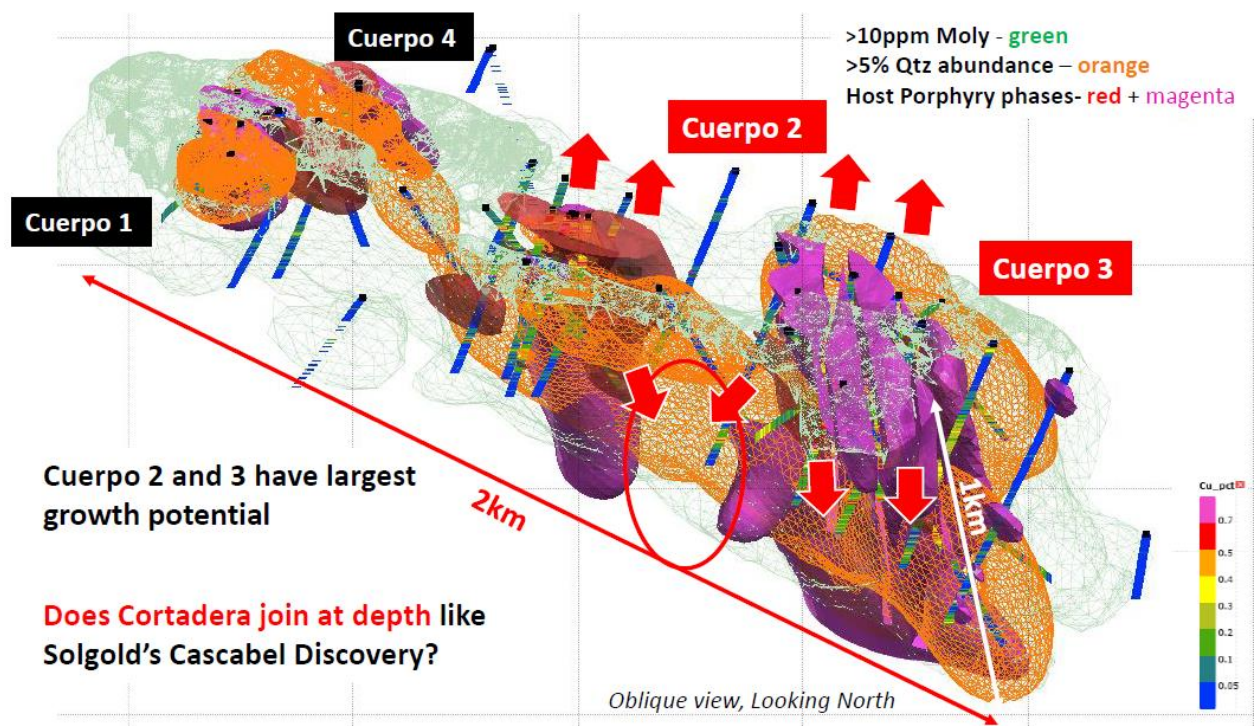 Cuerpo 4
>10ppm Moly - green
>5% Qtz abundance – orange
Host Porphyry phases- red + magenta
Cuerpo 2
Cuerpo 1
Cuerpo 3
Cuerpo 2 and 3 have largest
growth potential
2km
1km
Does Cortadera join at depth like
Solgold's Cascabel Discovery?
Oblique view, Looking North
Cu_pct
0.7
0.5
0.4
0.3
0.2
0.1
0.05